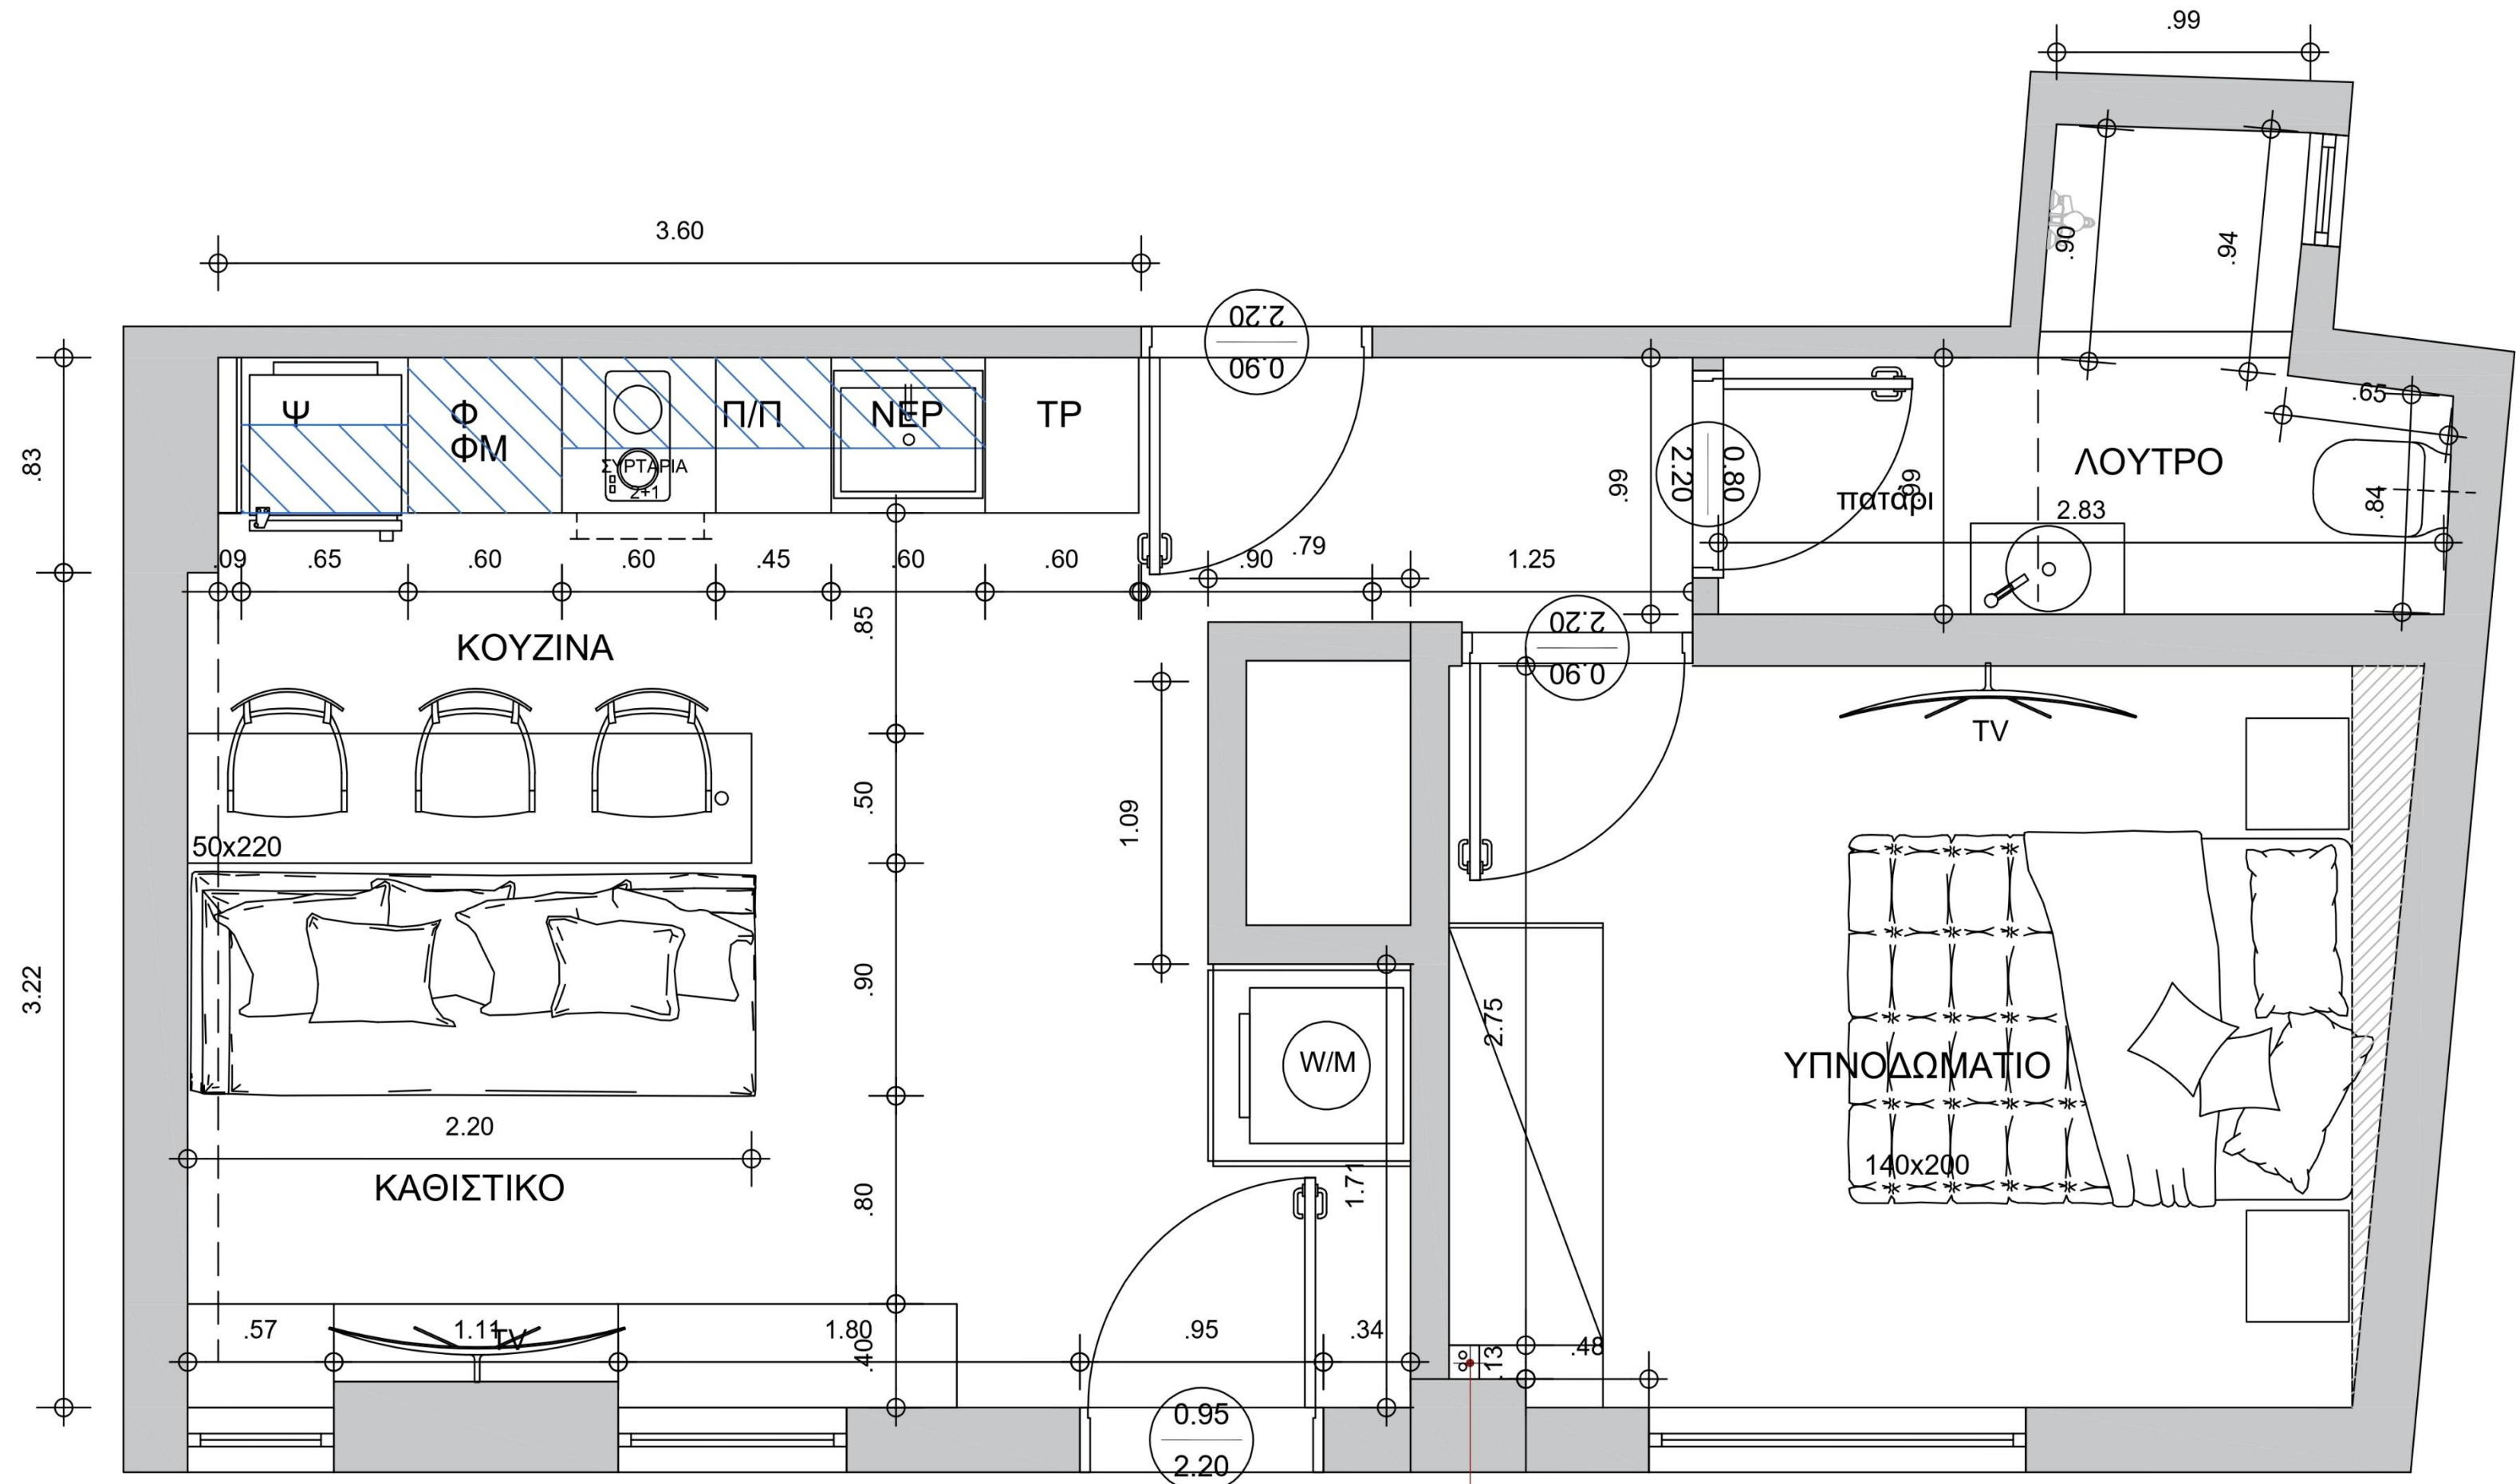 .99
3.60
2.20
0.90
.90
.94
.83
Ψ
Φ
ΦΜ
Π/Π
ΝΕΡ
ΤΡ
ΣΥΡΤΑΡΙΑ
2+1
.65
ΛΟΥΤΡΟ
.99
2.20
0.80
.99
πατάρι
.84
2.83
.09
.65
.60
.60
.45
.60
.60
.90
.79
1.25
.85
ΚΟΥΖΙΝΑ
2.20
0.90
TV
.50
1.09
50x220
3.22
.90
2.75
W/M
ΥΠΝΟΔΩΜΑΤΙΟ
2.20
140x200
ΚΑΘΙΣΤΙΚΟ
.80
1.71
.57
1.11
TV
1.80
.40
.95
.34
.13
.48
0.95
2.20